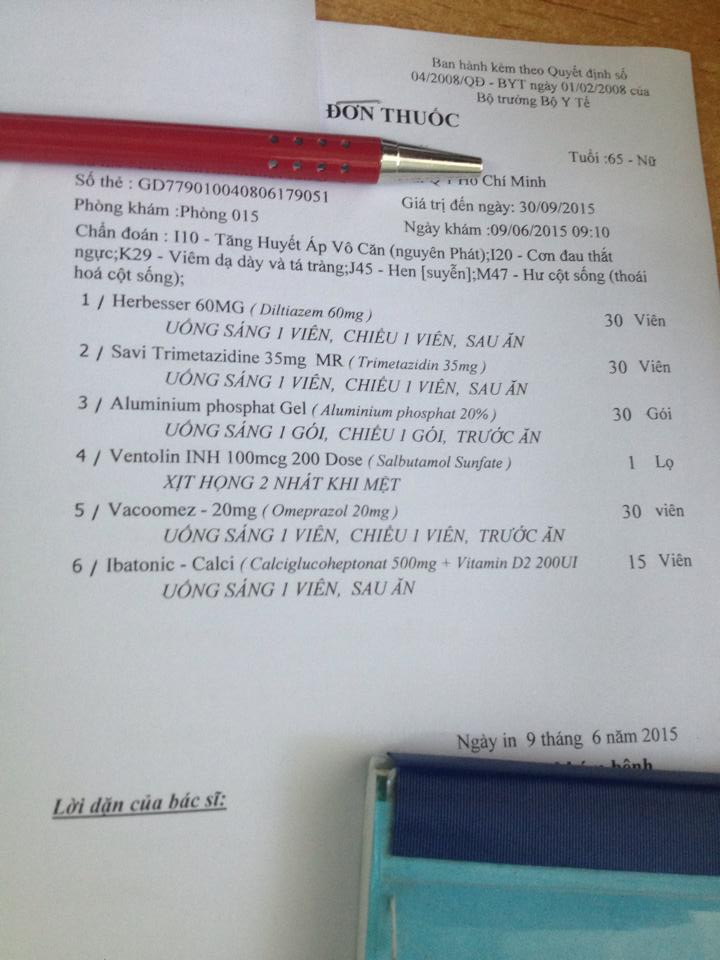 Ban hành kèm theo Quyết định số
04/2008/QĐ - BYT ngày 01/02/2008 của
Bộ trưởng Bộ Y Tế
ĐƠN THUỐC
Tuổi :65 - Nữ
Hồ Chí Minh
Số thẻ : GD779010040806179051
Giá trị đến ngày: 30/09/2015
Phòng khám :Phòng 015
Ngày khám :09/06/2015 09:10
Chẩn đoán : I10 - Tăng Huyết Áp Vô Căn (nguyên Phát);I20 - Cơn đau thắt
ngực;K29 - Viêm dạ dày và tá tràng;J45 - Hen [suyễn];M47 - Hư cột sống (thoái
hoá cột sống);
1 / Herbesser 60MG ( Diltiazem 60mg ) 30 Viên
UỐNG SÁNG 1 VIÊN, CHIỀU 1 VIÊN, SAU ĂN
2 / Savi Trimetazidine 35mg MR ( Trimetazidin 35mg ) 30 Viên
UỐNG SÁNG 1 VIÊN, CHIỀU 1 VIÊN, SAU ĂN
3 / Aluminium phosphat Gel ( Aluminium phosphat 20% ) 30 Gói
UỐNG SÁNG 1 GÓI, CHIỀU 1 GÓI, TRƯỚC ĂN
4 / Ventolin INH 100mcg 200 Dose ( Salbutamol Sunfate ) 1 Lọ
XỊT HỌNG 2 NHÁT KHI MỆT
5 / Vacoomez - 20mg ( Omeprazol 20mg ) 30 viên
UỐNG SÁNG 1 VIÊN, CHIỀU 1 VIÊN, TRƯỚC ĂN
6 / Ibatonic - Calci ( Calciglucoheptonat 500mg + Vitamin D2 200UI 15 Viên
UỐNG SÁNG 1 VIÊN, SAU ĂN
Ngày in 9 tháng 6 năm 2015
Lời dặn của bác sĩ: